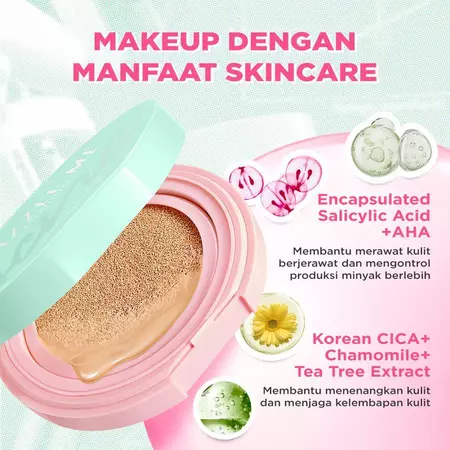 MAKEUP DENGAN
MANFAAT SKINCARE
Encapsulated
Salicylic Acid
+AHA
Membantu merawat kulit
berjerawat dan mengontrol
produksi minyak berlebih
Korean CICA+
Chamomile+
Tea Tree Extract
Membantu menenangkan kulit
dan menjaga kelembapan kulit